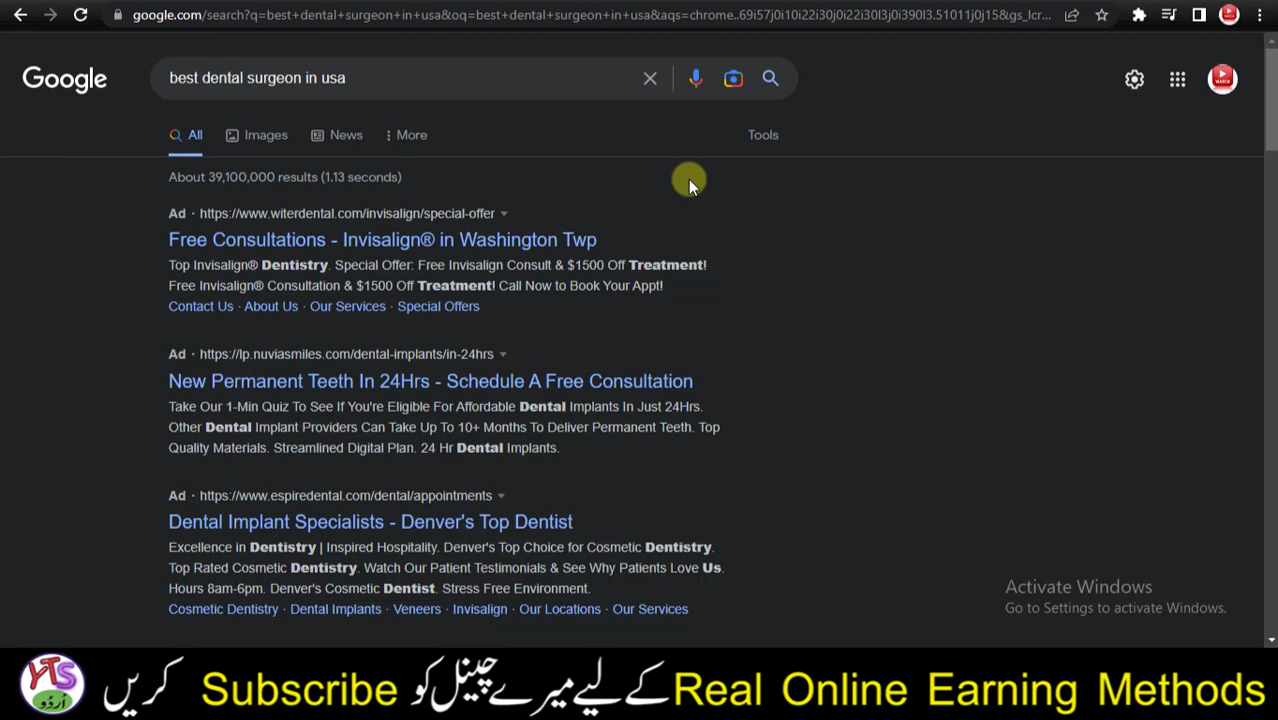 google.com/search?q=best+dental+surgeon+in+usa&oq=best+dental+surgeon+in+usa&aqs=chrome..69i57j0i10i22i30j0i22i30l3j0i390l3.51011j0j15&gs_lcr...
Google
best dental surgeon in usa
All Images News More Tools
About 39,100,000 results (1.13 seconds)
Ad · https://www.witerdental.com/invisalign/special-offer
Free Consultations - Invisalign® in Washington Twp
Top Invisalign® Dentistry. Special Offer: Free Invisalign Consult & $1500 Off Treatment!
Free Invisalign® Consultation & $1500 Off Treatment! Call Now to Book Your Appt!
Contact Us · About Us · Our Services · Special Offers
Ad · https://lp.nuviasmiles.com/dental-implants/in-24hrs
New Permanent Teeth In 24Hrs - Schedule A Free Consultation
Take Our 1-Min Quiz To See If You're Eligible For Affordable Dental Implants In Just 24Hrs.
Other Dental Implant Providers Can Take Up To 10+ Months To Deliver Permanent Teeth. Top
Quality Materials. Streamlined Digital Plan. 24 Hr Dental Implants.
Ad · https://www.espiredental.com/dental/appointments
Dental Implant Specialists - Denver's Top Dentist
Excellence in Dentistry | Inspired Hospitality. Denver's Top Choice for Cosmetic Dentistry.
Top Rated Cosmetic Dentistry. Watch Our Patient Testimonials & See Why Patients Love Us.
Hours 8am-6pm. Denver's Cosmetic Dentist. Stress Free Environment.
Cosmetic Dentistry · Dental Implants · Veneers · Invisalign · Our Locations · Our Services
Activate Windows
Go to Settings to activate Windows.
YTS اردو
Real Online Earning Methods کے لیے میرے چینل کو Subscribe کریں